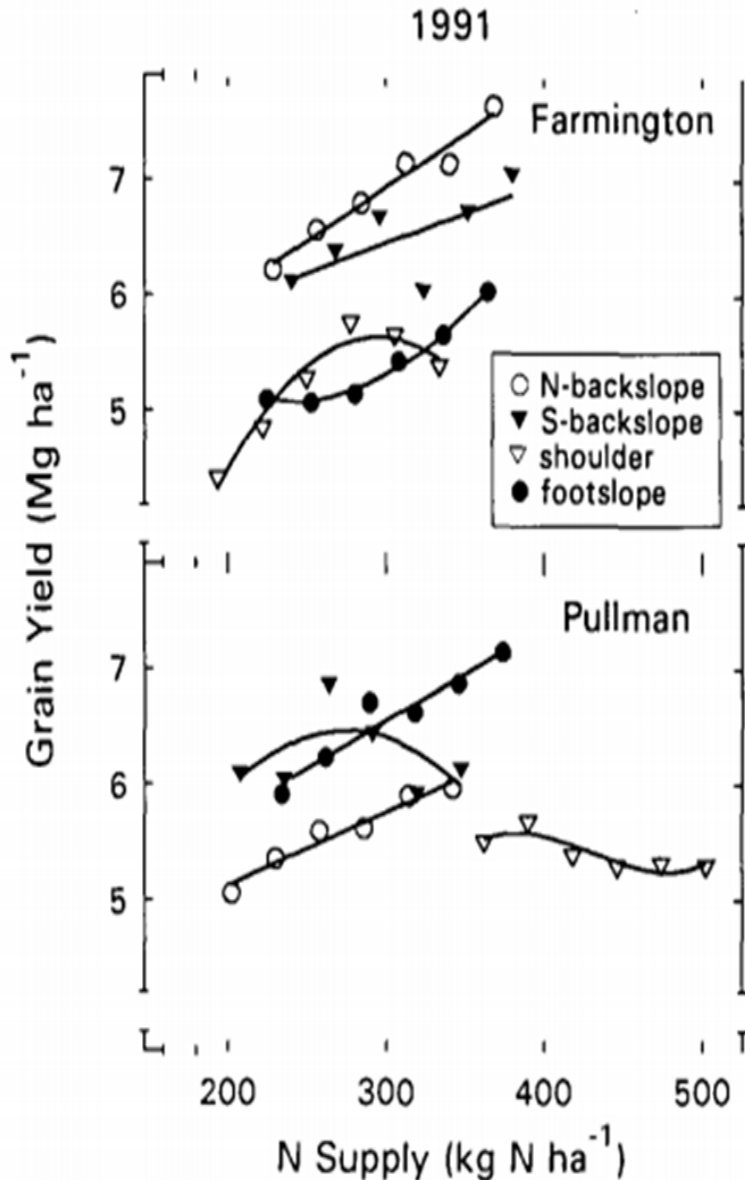 1991
Farmington
7
6
5
N-backslope
S-backslope
shoulder
footslope
Grain Yield (Mg ha⁻¹)
Pullman
7
6
5
200 300 400 500
N Supply (kg N ha⁻¹)